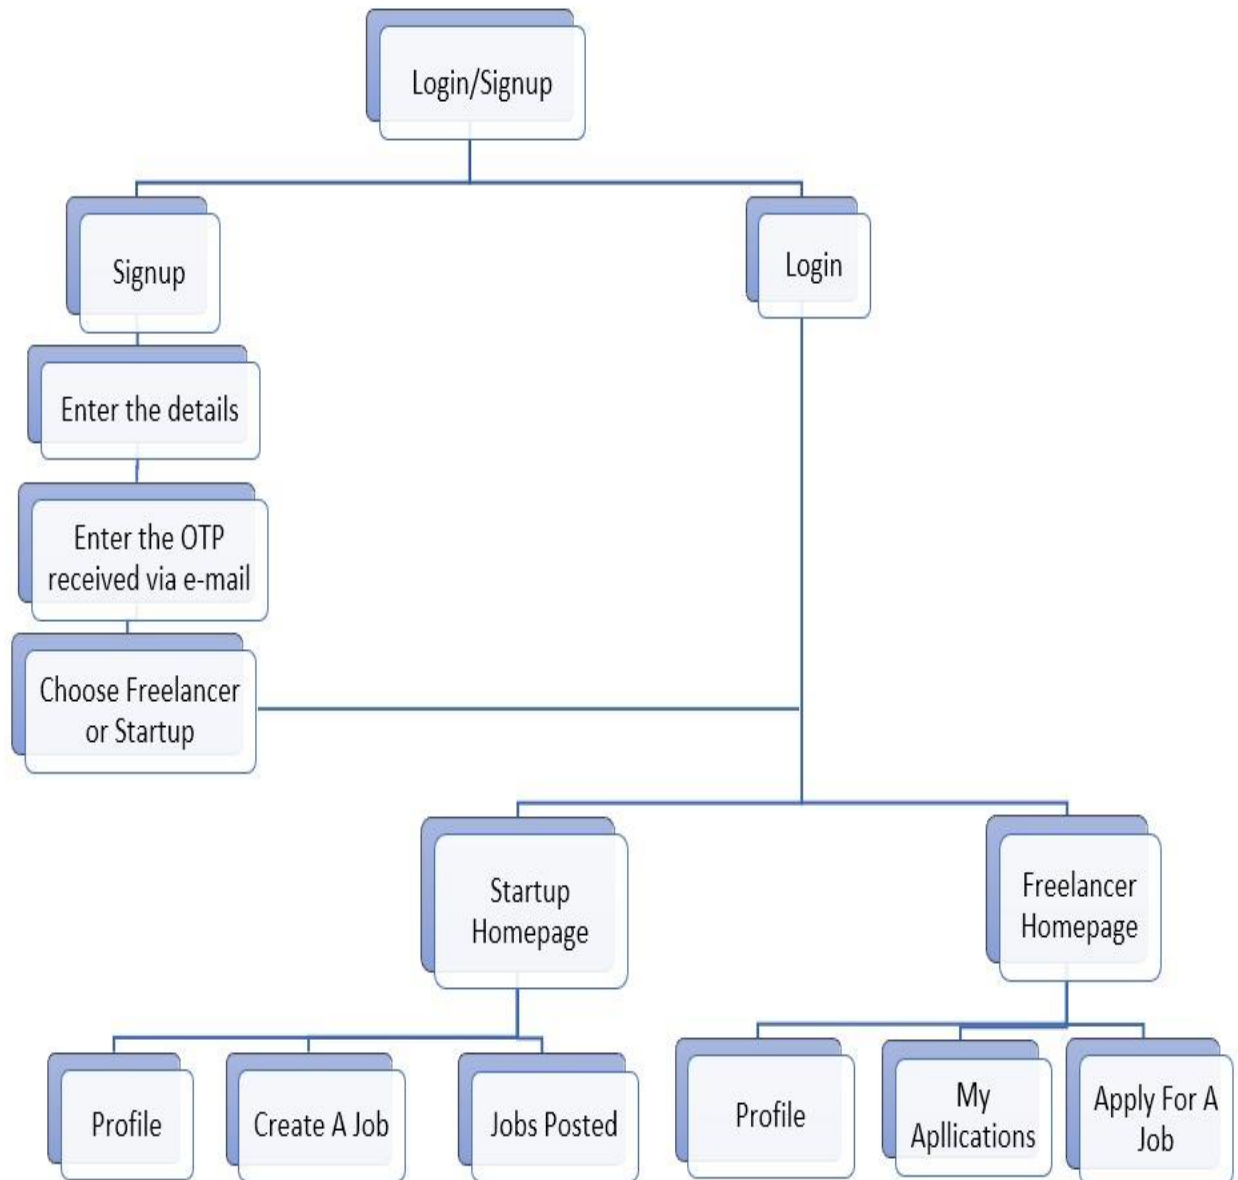 Login/Signup
Signup
Login
Enter the details
Enter the OTP
received via e-mail
Choose Freelancer
or Startup
Startup
Homepage
Freelancer
Homepage
Profile
Create A Job
Jobs Posted
Profile
My
Apllications
Apply For A
Job